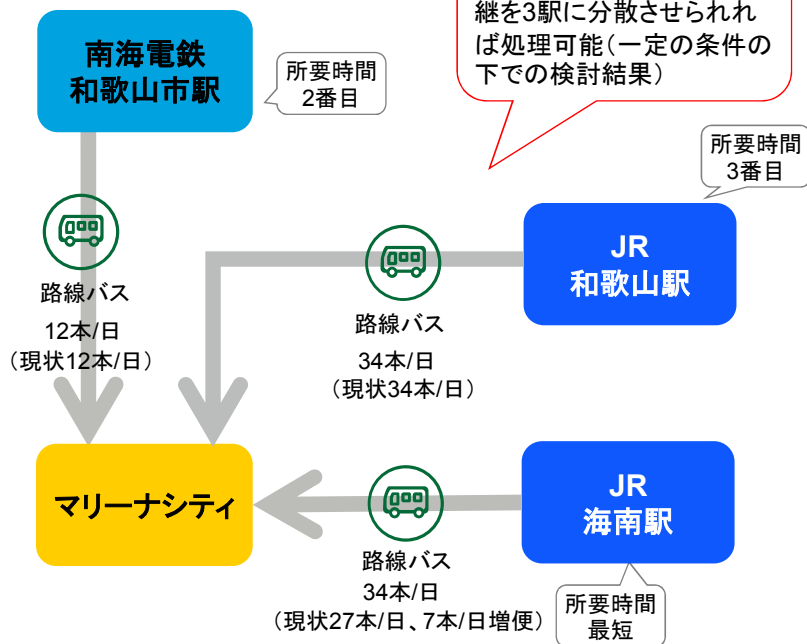 継を3駅に分散させられれ
ば処理可能（一定の条件の
下での検討結果）
南海電鉄
和歌山市駅
所要時間
2番目
所要時間
3番目
JR
和歌山駅
路線バス
12本/日
（現状12本/日）
路線バス
34本/日
（現状34本/日）
マリーナシティ
JR
海南駅
路線バス
34本/日
（現状27本/日、7本/日増便）
所要時間
最短